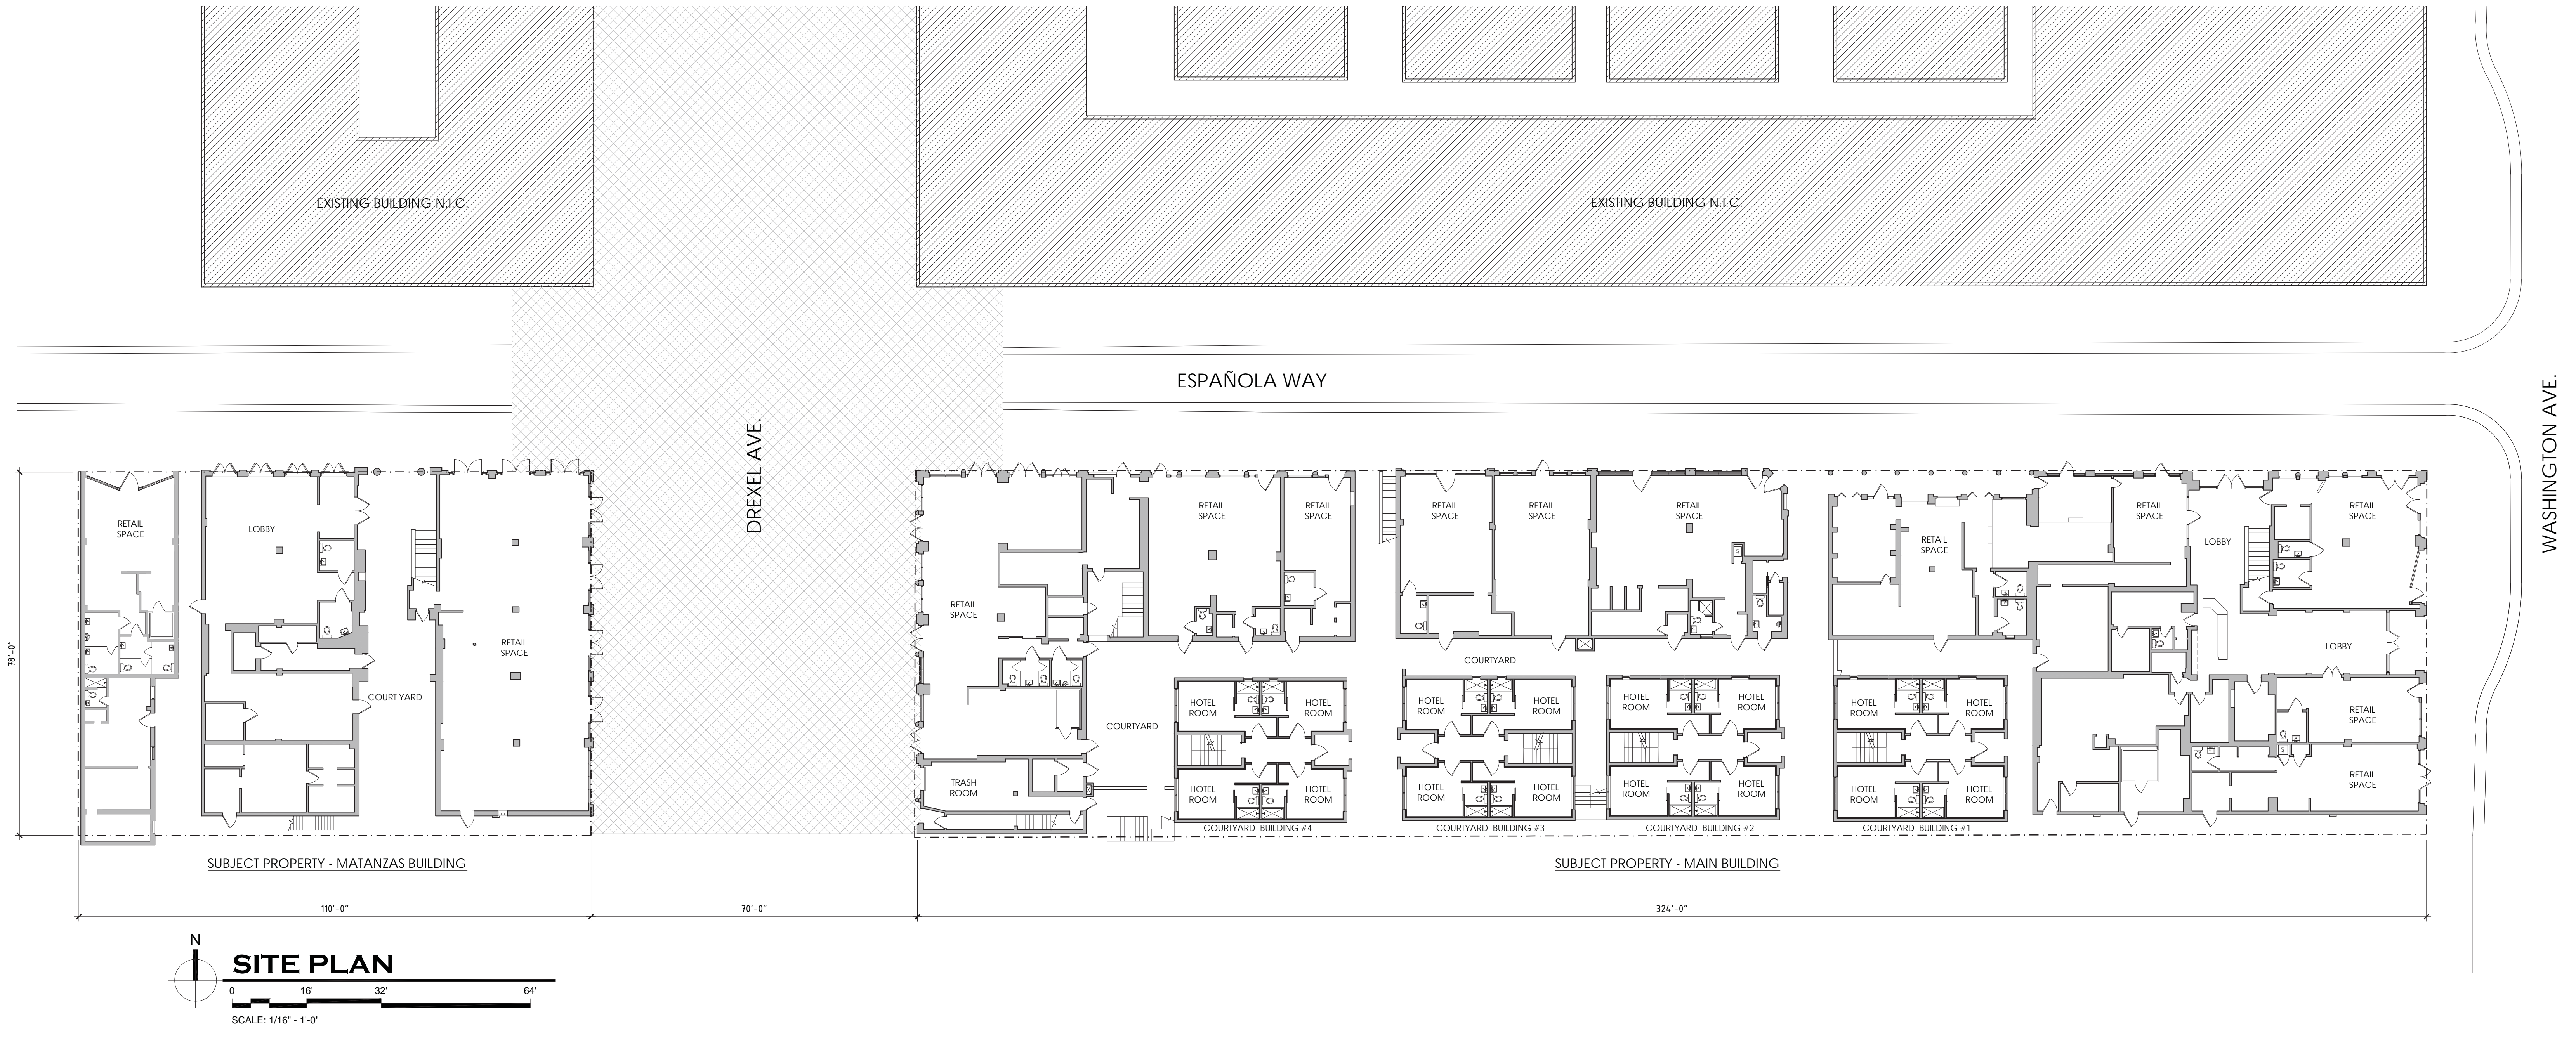 EXISTING BUILDING N.I.C.
EXISTING BUILDING N.I.C.
ESPAÑOLA WAY
DREXEL AVE.
WASHINGTON AVE.
78'-0"
RETAIL
SPACE
LOBBY
RETAIL
SPACE
COURT YARD
RETAIL
SPACE
RETAIL
SPACE
RETAIL
SPACE
RETAIL
SPACE
RETAIL
SPACE
RETAIL
SPACE
RETAIL
SPACE
RETAIL
SPACE
LOBBY
RETAIL
SPACE
LOBBY
RETAIL
SPACE
RETAIL
SPACE
COURTYARD
COURTYARD
TRASH
ROOM
HOTEL
ROOM
HOTEL
ROOM
HOTEL
ROOM
HOTEL
ROOM
HOTEL
ROOM
HOTEL
ROOM
HOTEL
ROOM
HOTEL
ROOM
HOTEL
ROOM
HOTEL
ROOM
HOTEL
ROOM
HOTEL
ROOM
HOTEL
ROOM
HOTEL
ROOM
HOTEL
ROOM
HOTEL
ROOM
COURTYARD BUILDING #4
COURTYARD BUILDING #3
COURTYARD BUILDING #2
COURTYARD BUILDING #1
SUBJECT PROPERTY - MATANZAS BUILDING
SUBJECT PROPERTY - MAIN BUILDING
110'-0"
70'-0"
324'-0"
N
SITE PLAN
0 16' 32' 64'
SCALE: 1/16" - 1'-0"